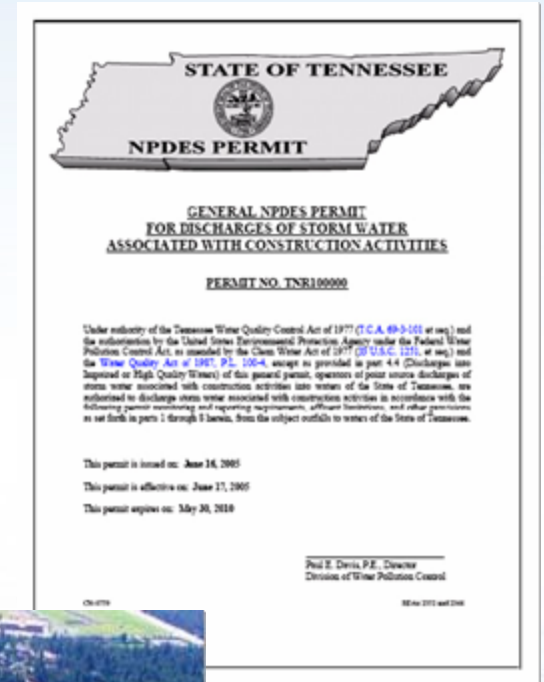 STATE OF TENNESSEE
NPDES PERMIT
GENERAL NPDES PERMIT
FOR DISCHARGES OF STORM WATER
ASSOCIATED WITH CONSTRUCTION ACTIVITIES
PERMIT NO. TNR100000
Under authority of the Tennessee Water Quality Control Act of 1977 (T.C.A. 69-3-101 et seq.) and
the authorization by the United States Environmental Protection Agency under the Federal Water
Pollution Control Act, as amended by the Clean Water Act of 1977 (33 U.S.C. 1251, et seq.) and
the Water Quality Act of 1987, P.L. 100-4, except as provided in part 4.4 (Discharges into
Impaired or High Quality Waters) of this general permit, operators of point source discharges of
storm water associated with construction activities into waters of the State of Tennessee, are
authorized to discharge storm water associated with construction activities in accordance with the
following permit monitoring and reporting requirements, effluent limitations, and other provisions
as set forth in parts 1 through 8 herein, from the subject outfalls to waters of the State of Tennessee.
This permit is issued on: June 16, 2005
This permit is effective on: June 17, 2005
This permit expires on: May 30, 2010
Paul E. Davis, P.E., Director
Division of Water Pollution Control